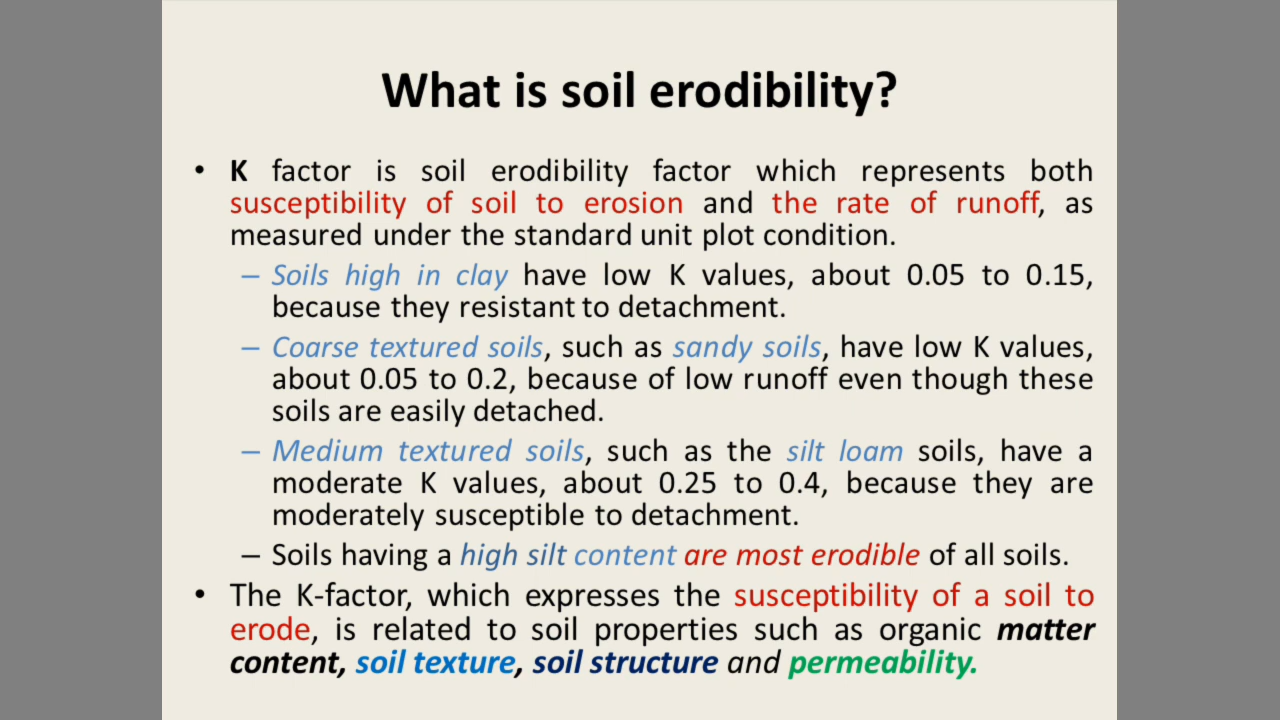 What is soil erodibility?
• K factor is soil erodibility factor which represents both
susceptibility of soil to erosion and the rate of runoff, as
measured under the standard unit plot condition.
– Soils high in clay have low K values, about 0.05 to 0.15,
because they resistant to detachment.
– Coarse textured soils, such as sandy soils, have low K values,
about 0.05 to 0.2, because of low runoff even though these
soils are easily detached.
– Medium textured soils, such as the silt loam soils, have a
moderate K values, about 0.25 to 0.4, because they are
moderately susceptible to detachment.
– Soils having a high silt content are most erodible of all soils.
• The K-factor, which expresses the susceptibility of a soil to
erode, is related to soil properties such as organic matter
content, soil texture, soil structure and permeability.